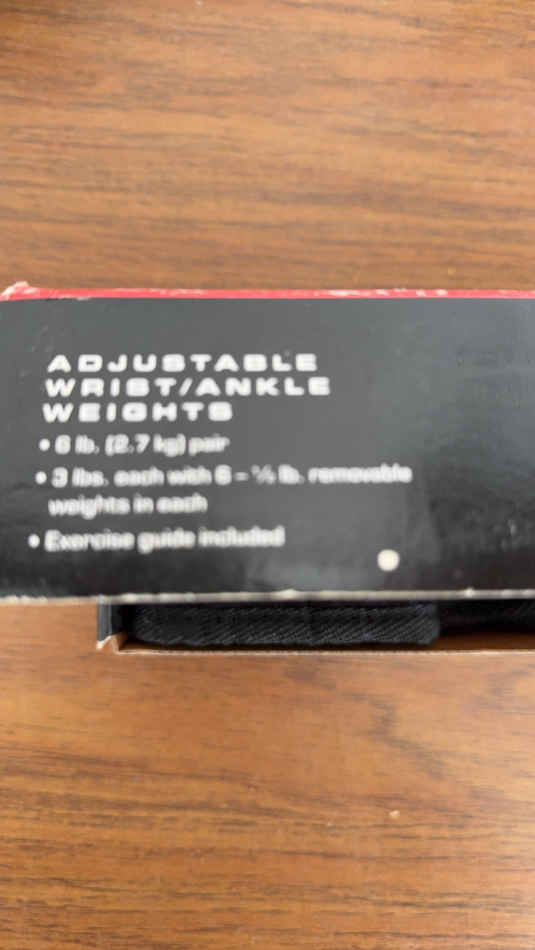 ADJUSTABLE
WRIST/ANKLE
WEIGHTS
• 6 lb. (2.7 kg) pair
• 3 lbs. each with 6 – ½ lb. removable
weights in each
• Exercise guide included